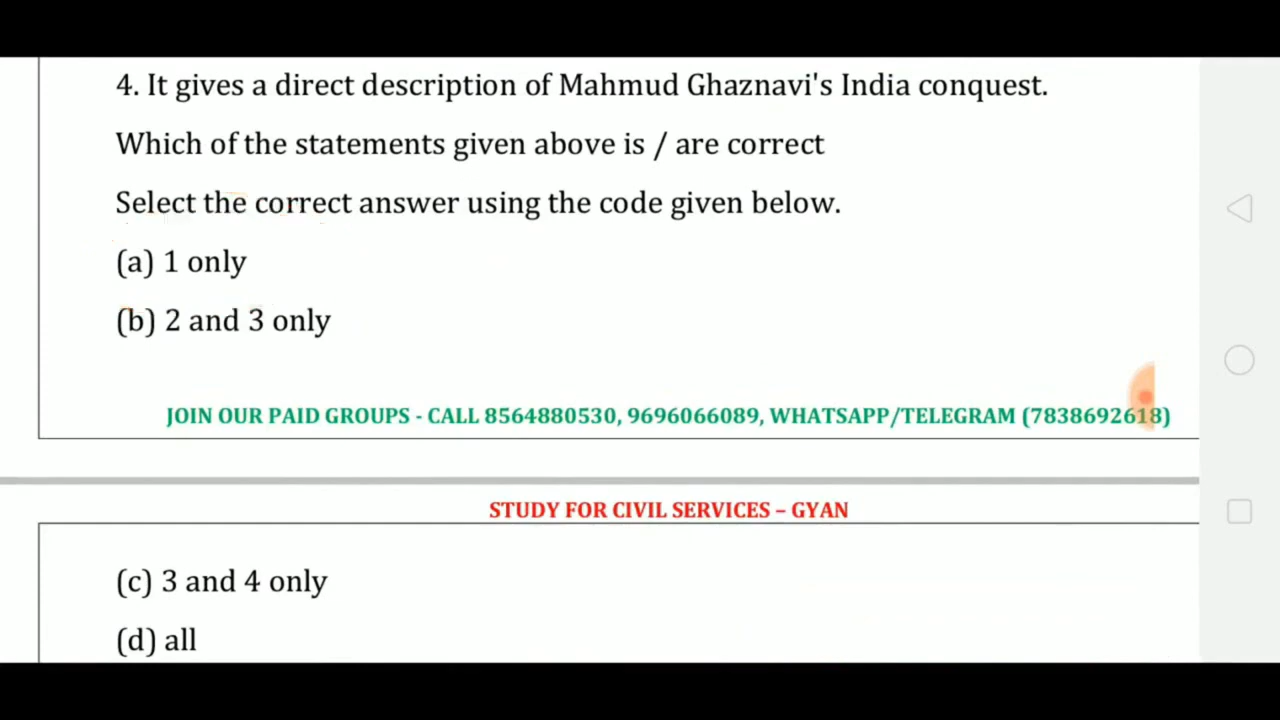 4. It gives a direct description of Mahmud Ghaznavi's India conquest.
Which of the statements given above is / are correct
Select the correct answer using the code given below.
(a) 1 only
(b) 2 and 3 only
JOIN OUR PAID GROUPS - CALL 8564880530, 9696066089, WHATSAPP/TELEGRAM (7838692618)
STUDY FOR CIVIL SERVICES – GYAN
(c) 3 and 4 only
(d) all